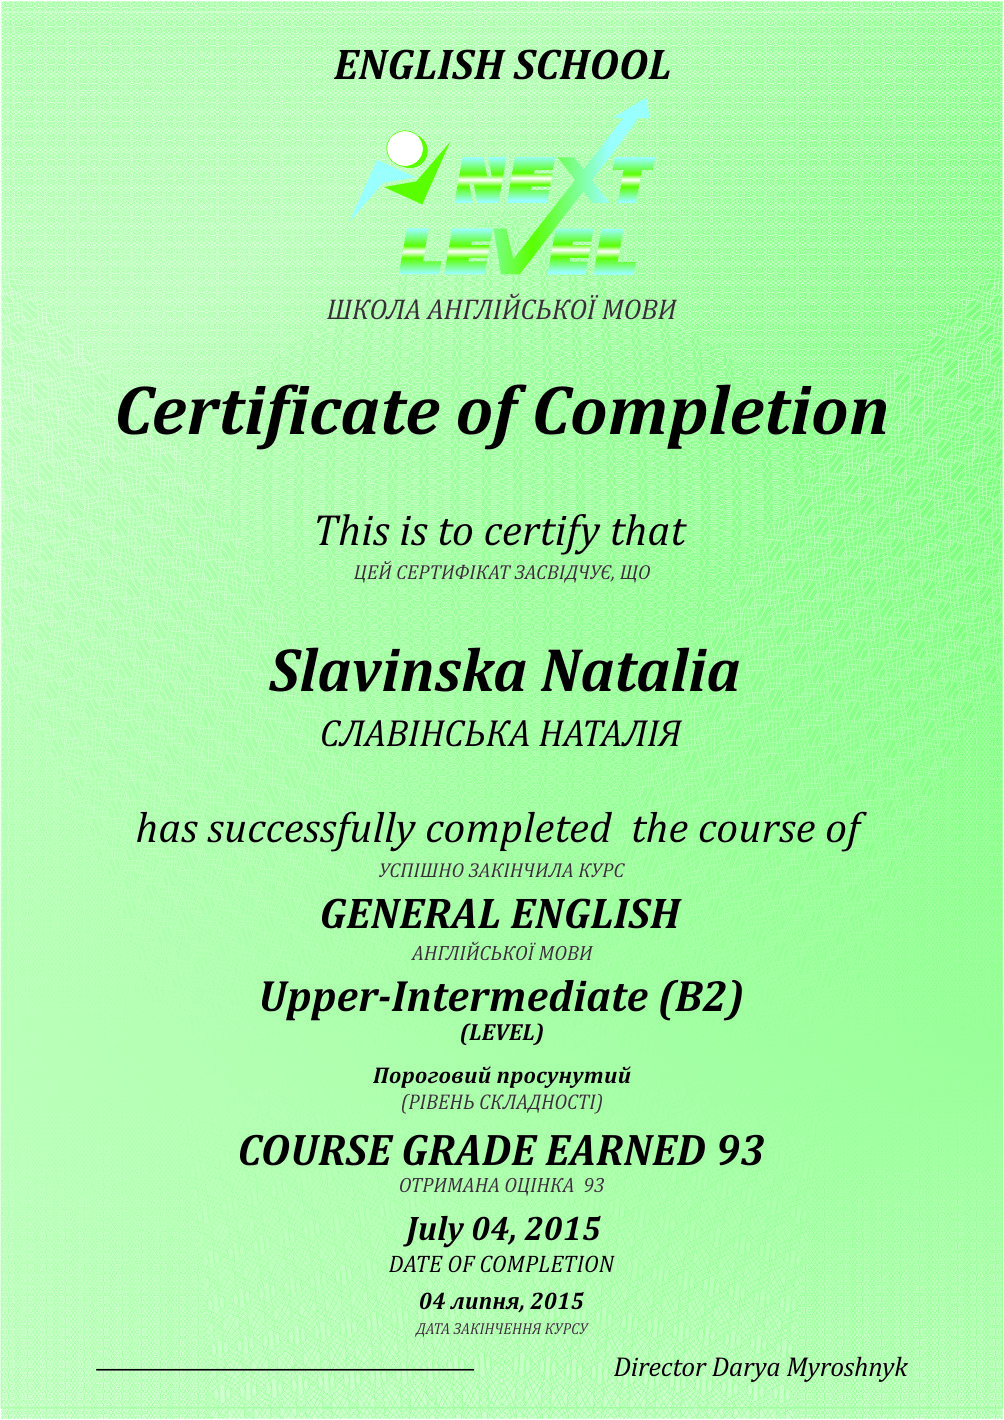 ENGLISH SCHOOL
NEXT
LEVEL
ШКОЛА АНГЛІЙСЬКОЇ МОВИ
Certificate of Completion
This is to certify that
ЦЕЙ СЕРТИФІКАТ ЗАСВІДЧУЄ, ЩО
Slavinska Natalia
СЛАВІНСЬКА НАТАЛІЯ
has successfully completed the course of
УСПІШНО ЗАКІНЧИЛА КУРС
GENERAL ENGLISH
АНГЛІЙСЬКОЇ МОВИ
Upper-Intermediate (B2)
(LEVEL)
Пороговий просунутий
(РІВЕНЬ СКЛАДНОСТІ)
COURSE GRADE EARNED 93
ОТРИМАНА ОЦІНКА 93
July 04, 2015
DATE OF COMPLETION
04 липня, 2015
ДАТА ЗАКІНЧЕННЯ КУРСУ
Director Darya Myroshnyk